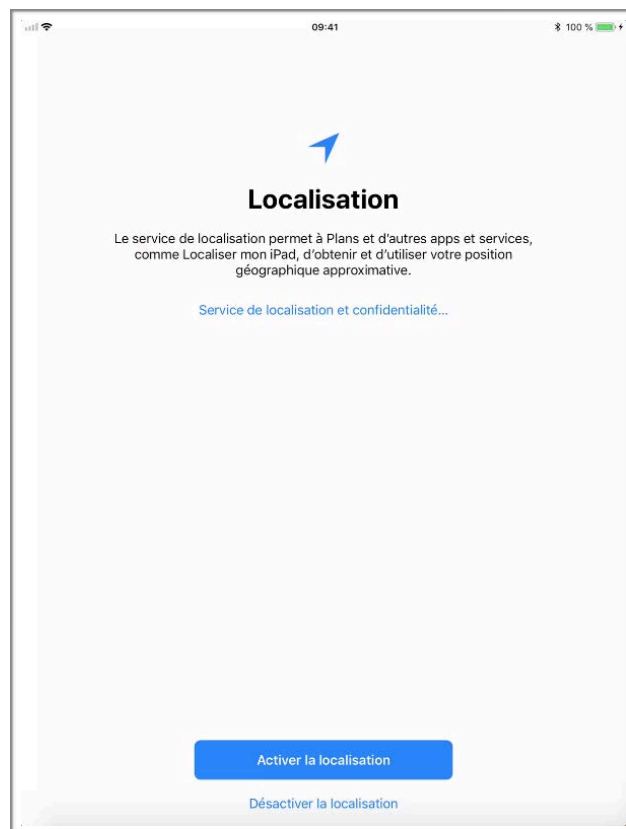 09:41
100 %
Localisation
Le service de localisation permet à Plans et d'autres apps et services,
comme Localiser mon iPad, d'obtenir et d'utiliser votre position
géographique approximative.
Service de localisation et confidentialité...
Activer la localisation
Désactiver la localisation